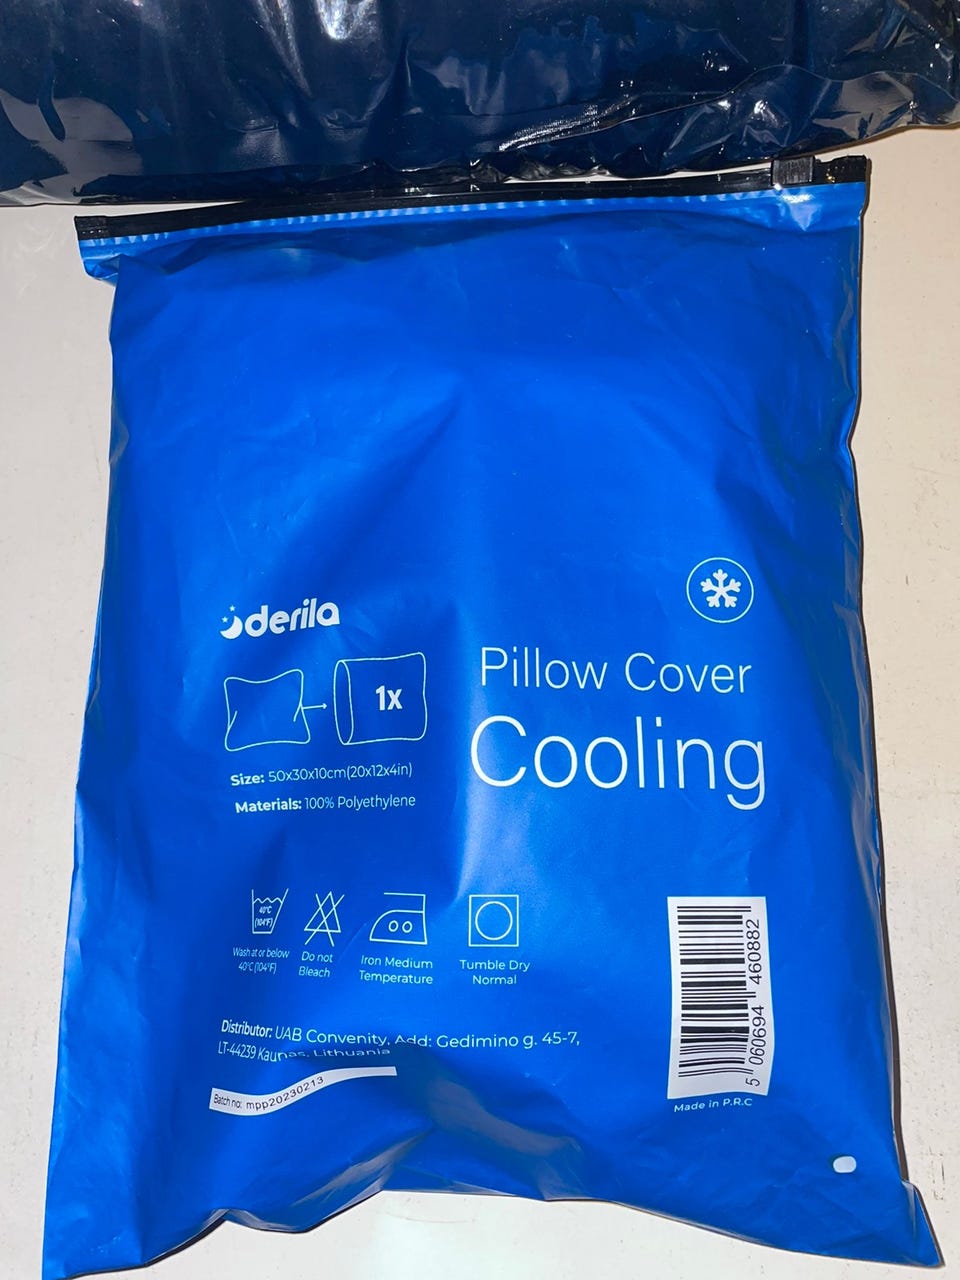 derila
1x
Size: 50x30x10cm(20x12x4in)
Materials: 100% Polyethylene
Pillow Cover
Cooling
40°C
(104°F)
Wash at or below
40°C (104°F)
Do not
Bleach
Iron Medium
Temperature
Tumble Dry
Normal
Distributor: UAB Convenity, Add: Gedimino g. 45-7,
LT-44239 Kaunas, Lithuania
Batch no: mpp20230213
5 060694 460882
Made in P.R.C